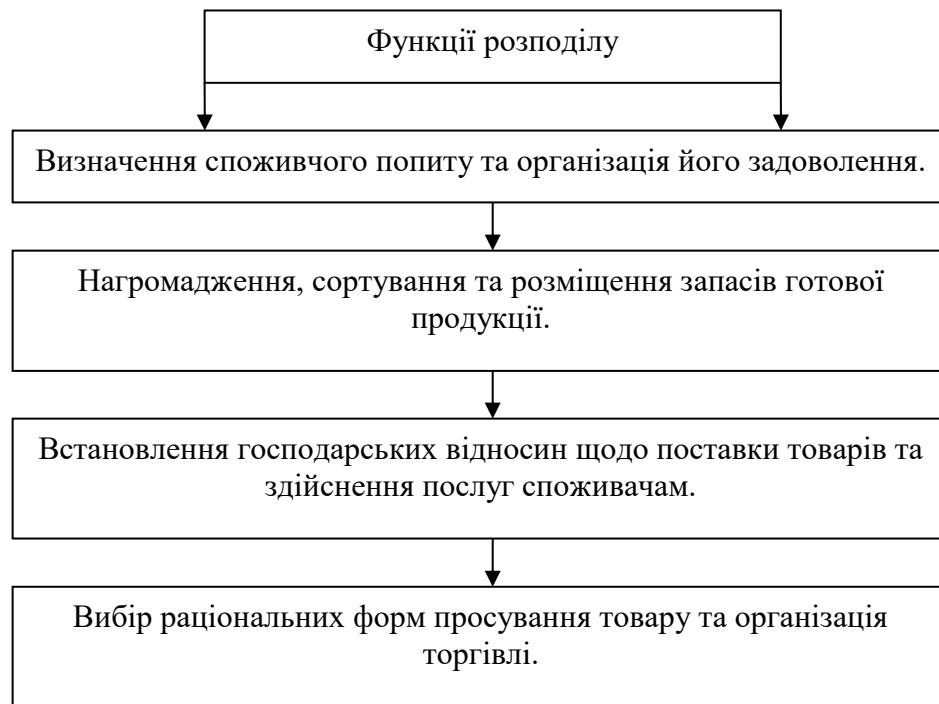 Функції розподілу
Визначення споживчого попиту та організація його задоволення.
Нагромадження, сортування та розміщення запасів готової
продукції.
Встановлення господарських відносин щодо поставки товарів та
здійснення послуг споживачам.
Вибір раціональних форм просування товару та організація
торгівлі.